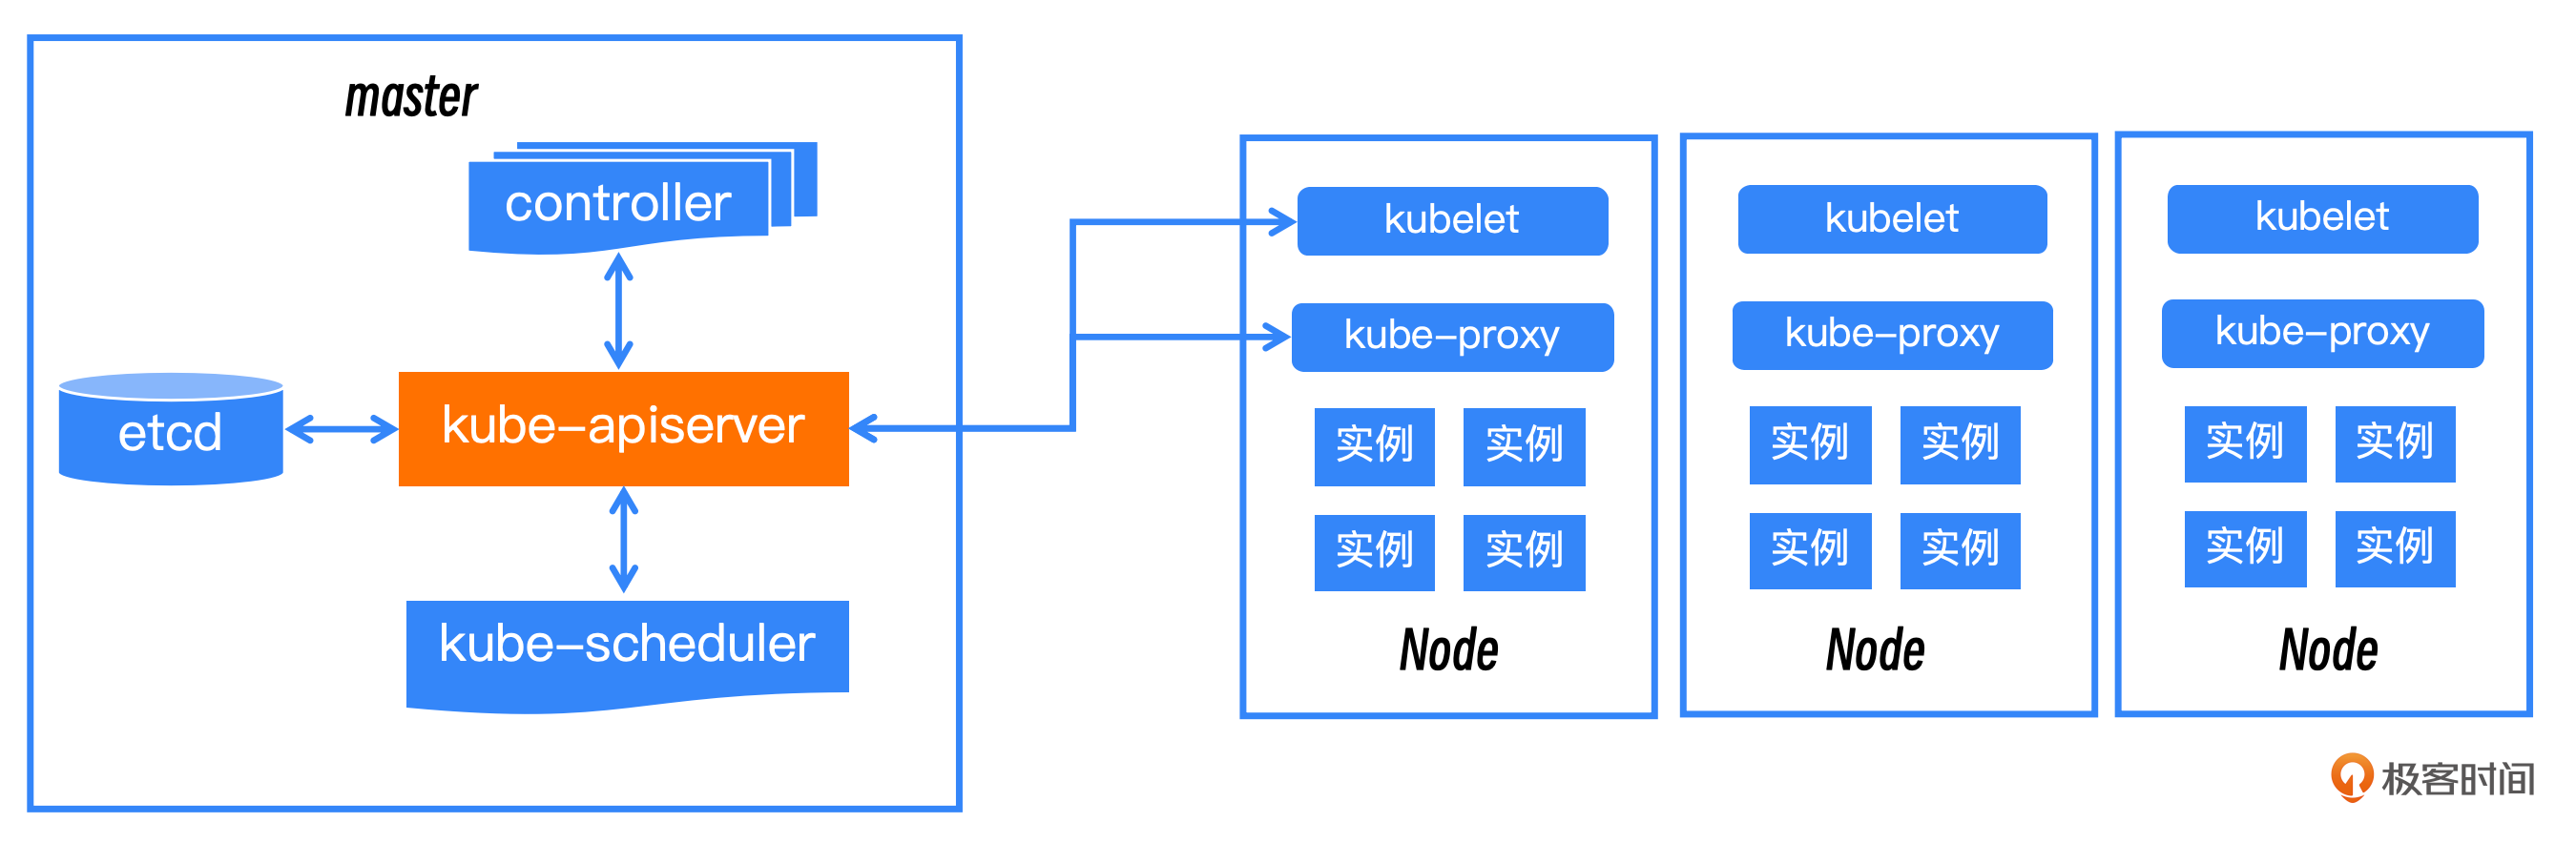 master
controller
etcd
kube-apiserver
kube-scheduler
kubelet
kube-proxy
实例 实例
实例 实例
Node
kubelet
kube-proxy
实例 实例
实例 实例
Node
kubelet
kube-proxy
实例 实例
实例 实例
Node
极客时间